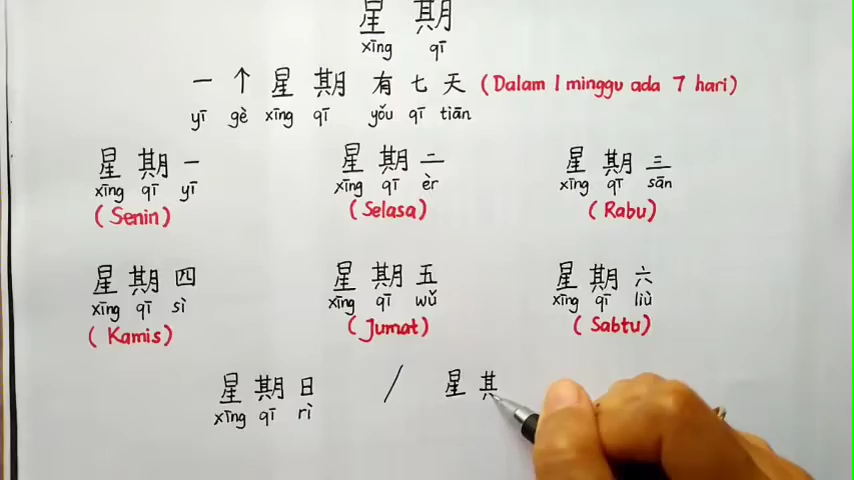 星 期
xīng qī
一 个 星 期 有 七 天 (Dalam 1 minggu ada 7 hari)
yī gè xīng qī yǒu qī tiān
星 期 一 星 期 二 星 期 三
xīng qī yī xīng qī èr xīng qī sān
(Senin) (Selasa) (Rabu)
星 期 四 星 期 五 星 期 六
xīng qī sì xīng qī wǔ xīng qī liù
(Kamis) (Jumat) (Sabtu)
星 期 日 / 星 其
xīng qī rì